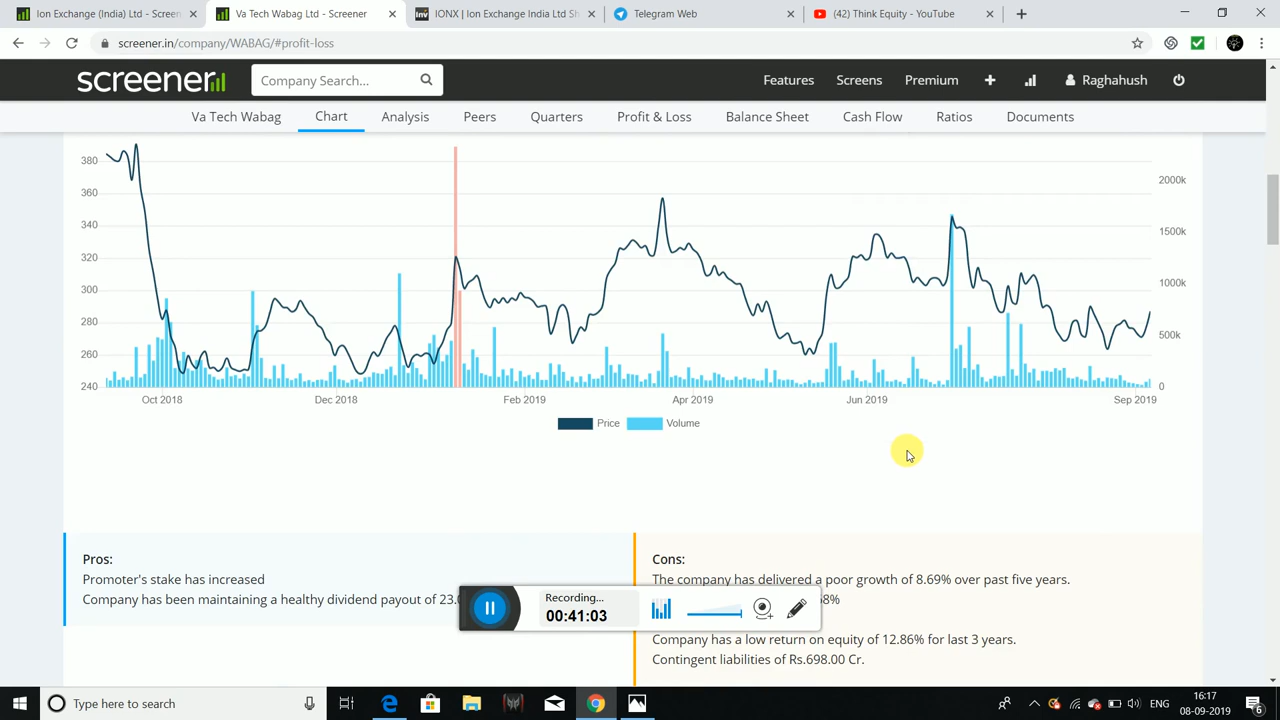 Ion Exchange (India) Ltd - Screen
Va Tech Wabag Ltd - Screener
Inv IONX | Ion Exchange India Ltd Sh
Telegram Web
(42) Think Equity - YouTube
screener.in/company/WABAG/#profit-loss
screener
Company Search...
Features
Screens
Premium
Raghahush
Va Tech Wabag
Chart
Analysis
Peers
Quarters
Profit & Loss
Balance Sheet
Cash Flow
Ratios
Documents
380
360
340
320
300
280
260
240
2000k
1500k
1000k
500k
0
Oct 2018
Dec 2018
Feb 2019
Apr 2019
Jun 2019
Sep 2019
Price
Volume
Pros:
Promoter's stake has increased
Company has been maintaining a healthy dividend payout of 23.0
Cons:
The company has delivered a poor growth of 8.69% over past five years.
Company has a low return on equity of 12.86% for last 3 years.
Contingent liabilities of Rs.698.00 Cr.
Recording...
00:41:03
Type here to search
ENG
16:17
08-09-2019
6